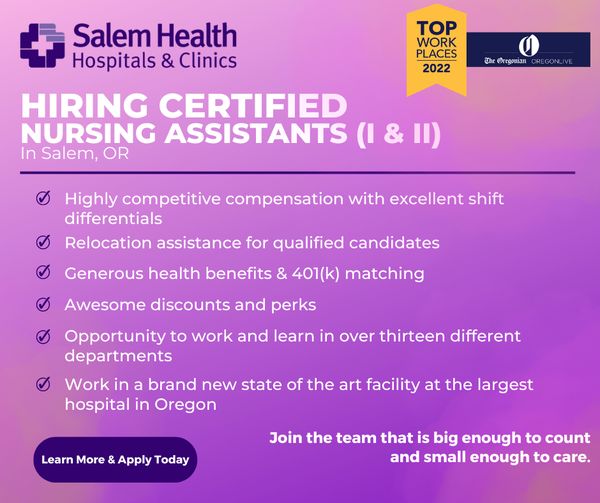 Salem Health
Hospitals & Clinics
TOP
WORK
PLACES
2022
O
The Oregonian OREGONLIVE
HIRING CERTIFIED
NURSING ASSISTANTS (I & II)
In Salem, OR
Highly competitive compensation with excellent shift
differentials
Relocation assistance for qualified candidates
Generous health benefits & 401(k) matching
Awesome discounts and perks
Opportunity to work and learn in over thirteen different
departments
Work in a brand new state of the art facility at the largest
hospital in Oregon
Join the team that is big enough to count
and small enough to care.
Learn More & Apply Today